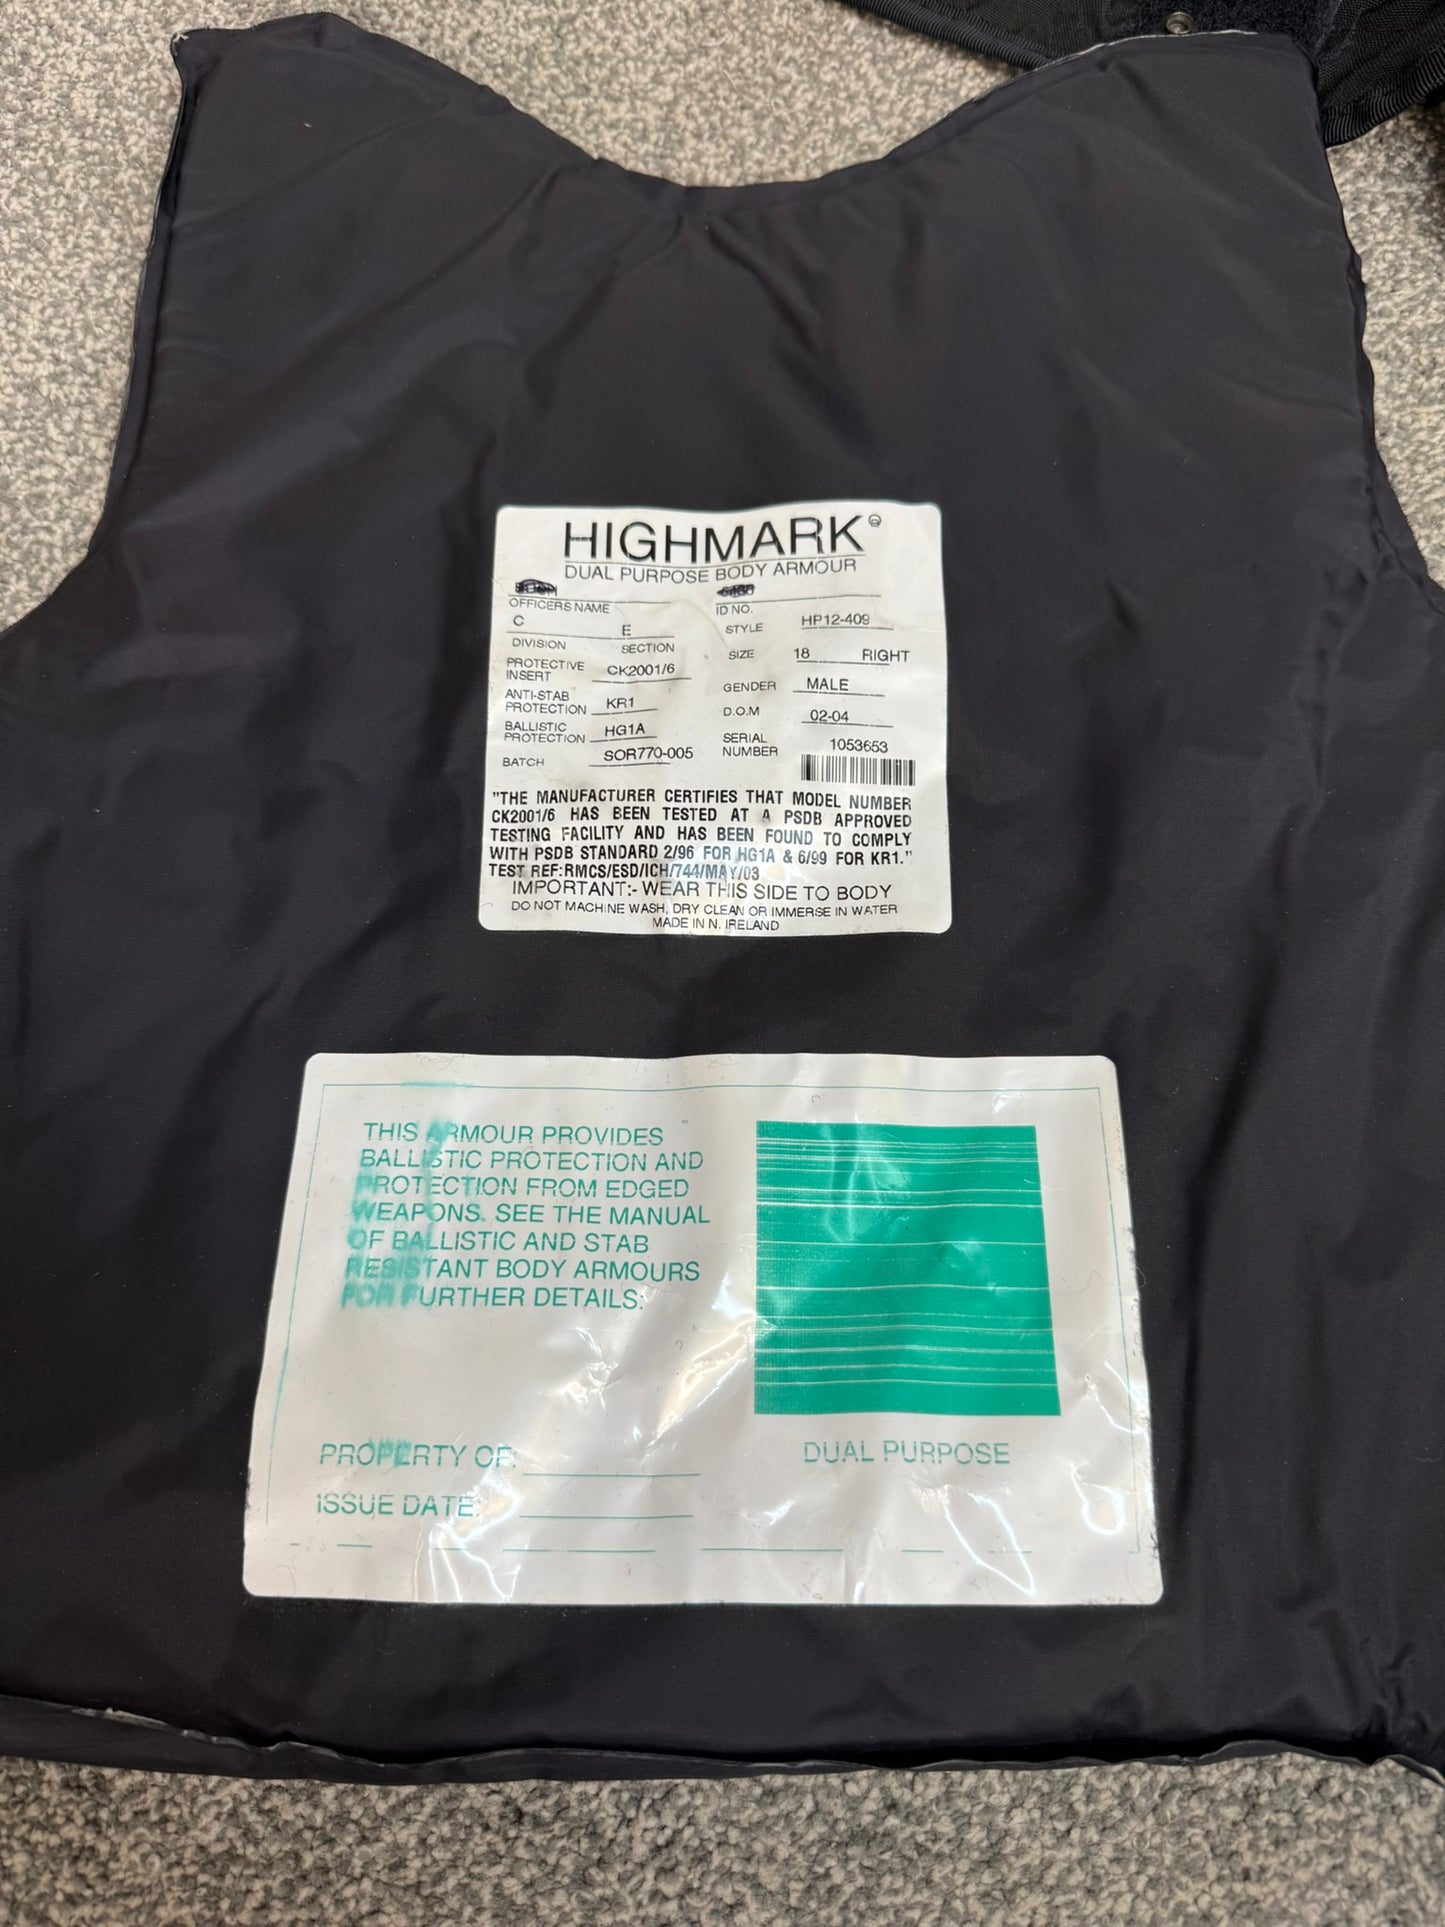 HIGHMARK®
DUAL PURPOSE BODY ARMOUR
OFFICERS NAME ID NO.
C E STYLE HP12-409
DIVISION SECTION SIZE 18 RIGHT
PROTECTIVE INSERT CK2001/6 GENDER MALE
ANTI-STAB PROTECTION KR1 D.O.M 02-04
BALLISTIC PROTECTION HG1A SERIAL NUMBER 1053653
BATCH SOR770-005
"THE MANUFACTURER CERTIFIES THAT MODEL NUMBER
CK2001/6 HAS BEEN TESTED AT A PSDB APPROVED
TESTING FACILITY AND HAS BEEN FOUND TO COMPLY
WITH PSDB STANDARD 2/96 FOR HG1A & 6/99 FOR KR1."
TEST REF:RMCS/ESD/ICH/744/MAY/03
IMPORTANT:- WEAR THIS SIDE TO BODY
DO NOT MACHINE WASH, DRY CLEAN OR IMMERSE IN WATER
MADE IN N. IRELAND
THIS ARMOUR PROVIDES
BALLISTIC PROTECTION AND
PROTECTION FROM EDGED
WEAPONS. SEE THE MANUAL
OF BALLISTIC AND STAB
RESISTANT BODY ARMOURS
FOR FURTHER DETAILS:
PROPERTY OF:
ISSUE DATE:
DUAL PURPOSE